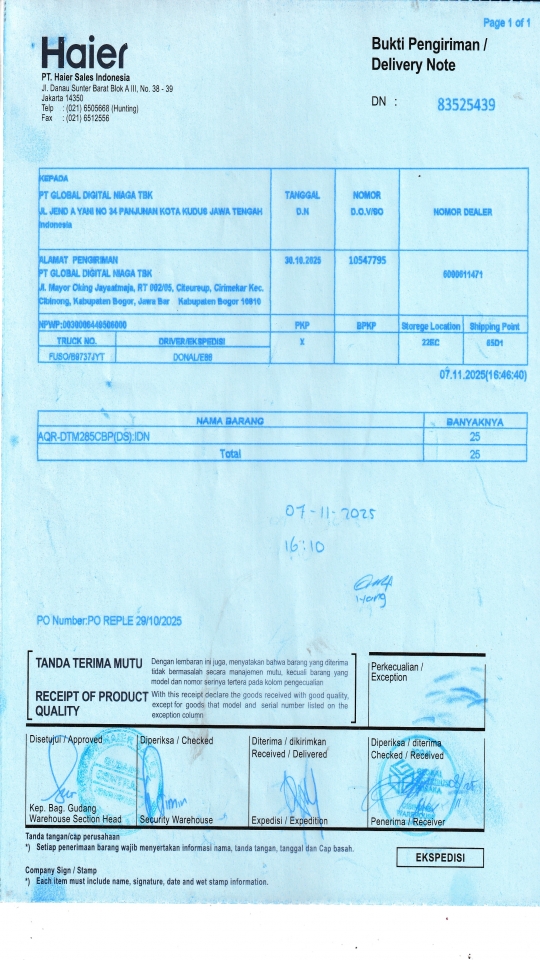 Page 1 of 1
Haier
Bukti Pengiriman /
Delivery Note
PT. Haier Sales Indonesia
Jl. Danau Sunter Barat Blok A III, No. 38 - 39
Jakarta 14350
Telp : (021) 6505668 (Hunting)
Fax : (021) 6512556
DN : 83525439
KEPADA
PT GLOBAL DIGITAL NIAGA TBK
JL JEND A YANI NO 34 PANJUNAN KOTA KUDUS JAWA TENGAH
Indonesia
TANGGAL
D.N
NOMOR
D.O.V/SO
NOMOR DEALER
ALAMAT PENGIRIMAN
PT GLOBAL DIGITAL NIAGA TBK
Jl. Mayor Oking Jayaatmaja, RT 002/05, Citeureup, Cirimekar Kec.
Cibinong, Kabupaten Bogor, Jawa Bar Kabupaten Bogor 16810
30.10.2025
10547795
6000611471
NPWP:0030006449506000
PKP
BPKP
Storege Location
Shipping Point
TRUCK NO.
DRIVER/EKSPEDISI
X
22EC
65D1
FUSO/B9737JYT
DONAL/E86
07.11.2025(16:46:40)
NAMA BARANG
BANYAKNYA
AQR-DTM285CBP(DS):IDN
25
Total
25
07-11-2025
16:10
PO Number:PO REPLE 29/10/2025
TANDA TERIMA MUTU
Dengan lembaran ini juga, menyatakan bahwa barang yang diterima
tidak bermasalah secara manajemen mutu, kecuali barang yang
model dan nomor serinya tertera pada kolom pengecualian
RECEIPT OF PRODUCT
QUALITY
With this receipt declare the goods received with good quality,
except for goods that model and serial number listed on the
exception column
Perkecualian /
Exception
Disetujui / Approved
Diperiksa / Checked
Diterima / dikirimkan
Received / Delivered
Diperiksa / diterima
Checked / Received
Kep. Bag. Gudang
Warehouse Section Head
Security Warehouse
Expedisi / Expedition
Penerima / Receiver
Tanda tangan/cap perusahaan
*) Setiap penerimaan barang wajib menyertakan informasi nama, tanda tangan, tanggal dan Cap basah.
EKSPEDISI
Company Sign / Stamp
*) Each item must include name, signature, date and wet stamp information.